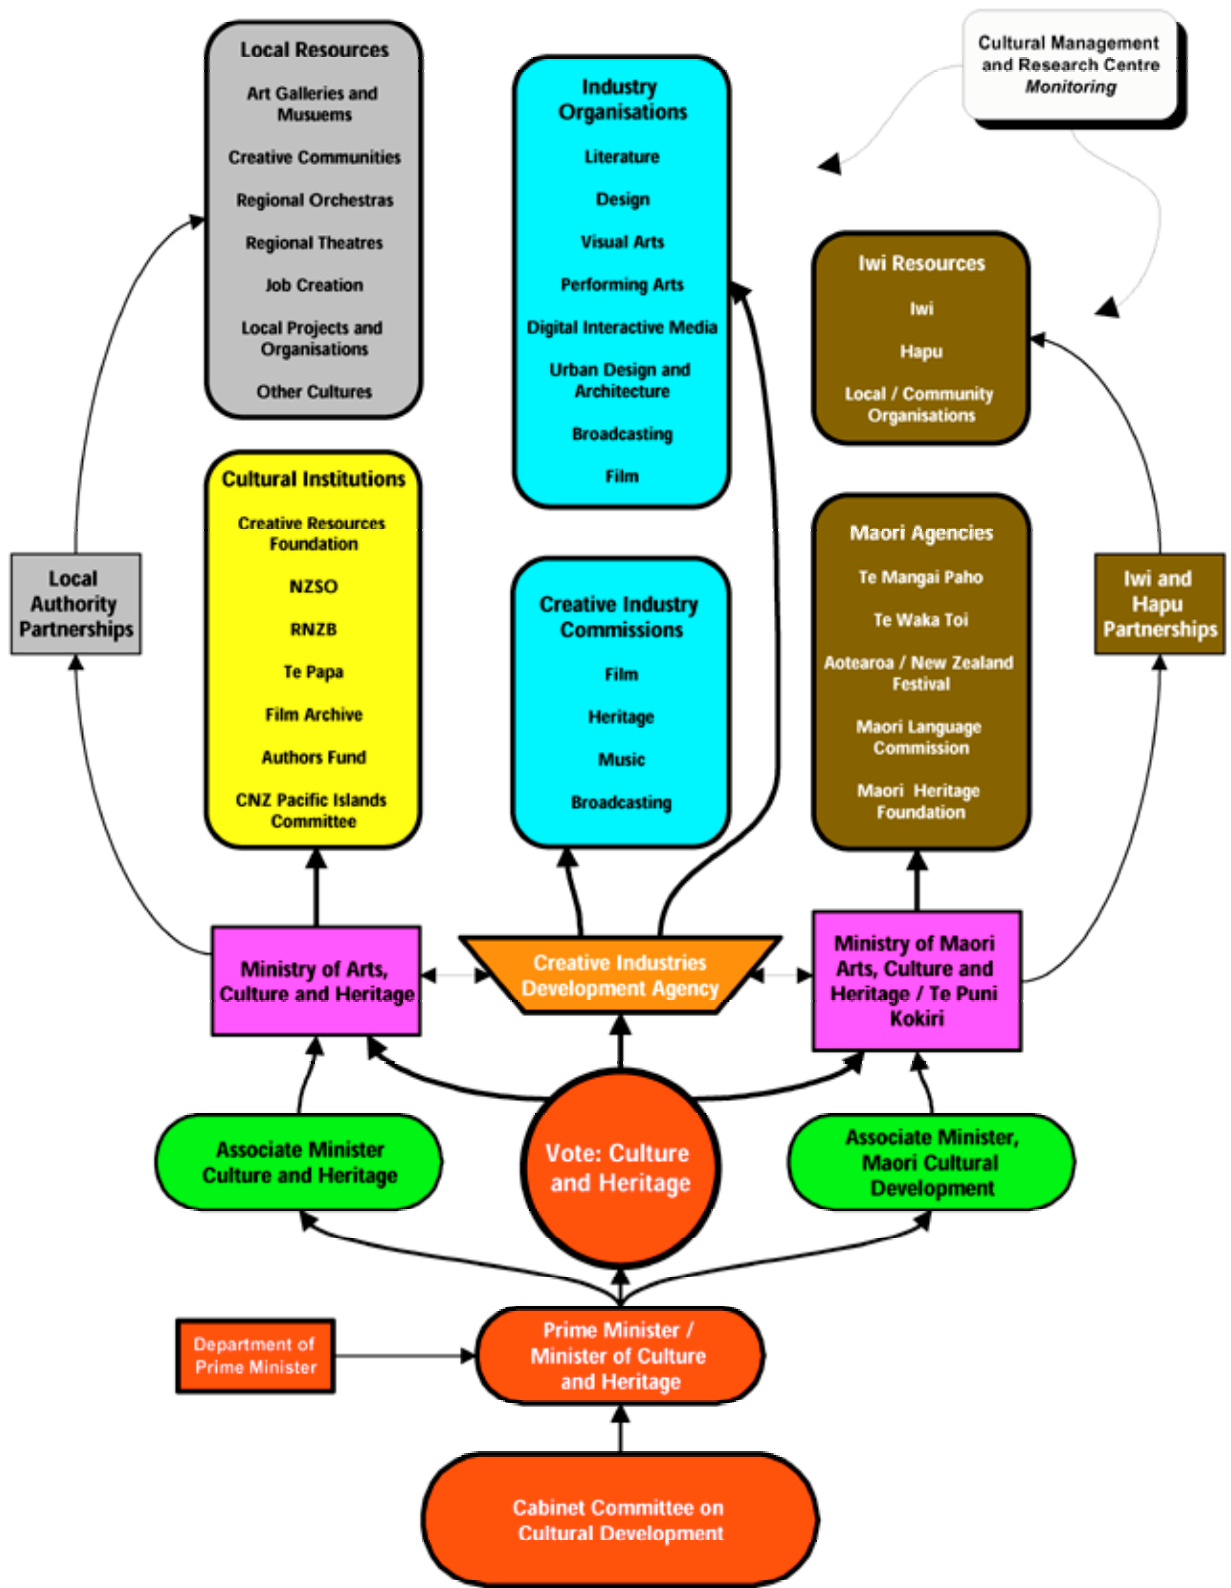 Local Resources
Art Galleries and
Musuems
Creative Communities
Regional Orchestras
Regional Theatres
Job Creation
Local Projects and
Organisations
Other Cultures
Industry
Organisations
Literature
Design
Visual Arts
Performing Arts
Digital Interactive Media
Urban Design and
Architecture
Broadcasting
Film
Cultural Management
and Research Centre
Monitoring
Iwi Resources
Iwi
Hapu
Local / Community
Organisations
Cultural Institutions
Creative Resources
Foundation
NZSO
RNZB
Te Papa
Film Archive
Authors Fund
CNZ Pacific Islands
Committee
Local
Authority
Partnerships
Creative Industry
Commissions
Film
Heritage
Music
Broadcasting
Maori Agencies
Te Mangai Paho
Te Waka Toi
Aotearoa / New Zealand
Festival
Maori Language
Commission
Maori Heritage
Foundation
Iwi and
Hapu
Partnerships
Ministry of Arts,
Culture and Heritage
Creative Industries
Development Agency
Ministry of Maori
Arts, Culture and
Heritage / Te Puni
Kokiri
Associate Minister
Culture and Heritage
Vote: Culture
and Heritage
Associate Minister,
Maori Cultural
Development
Department of
Prime Minister
Prime Minister /
Minister of Culture
and Heritage
Cabinet Committee on
Cultural Development